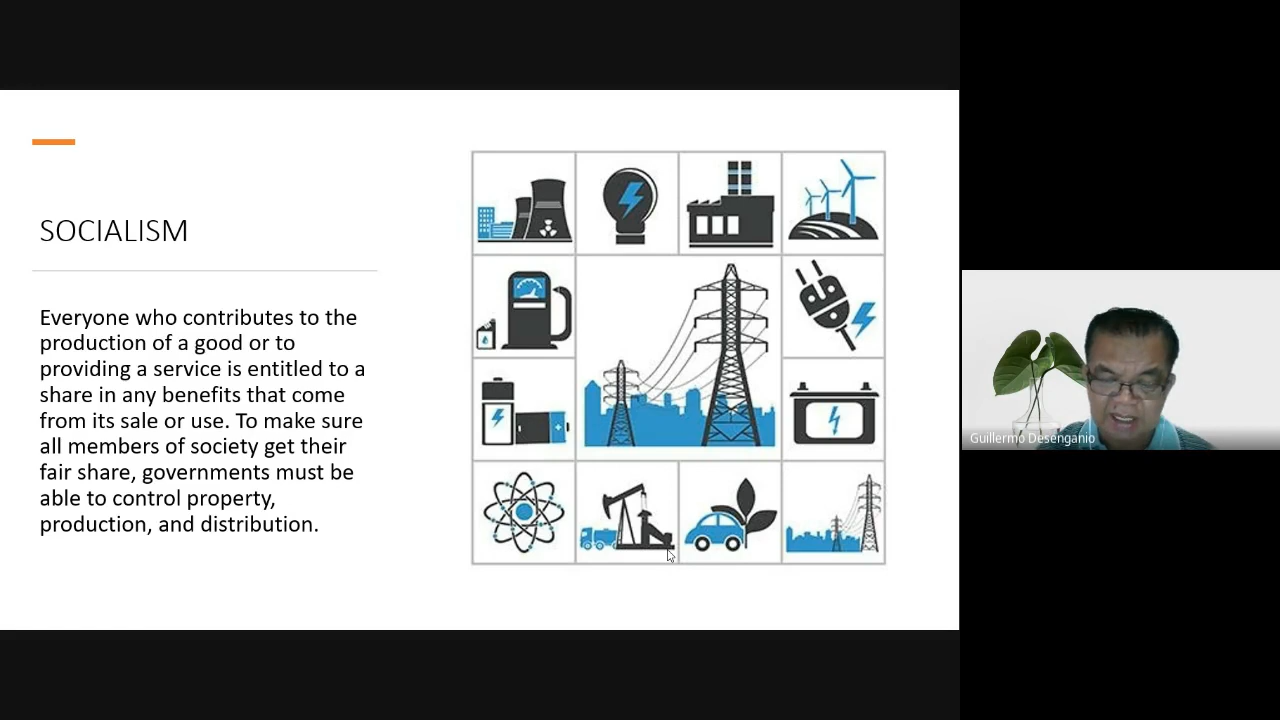 SOCIALISM
Everyone who contributes to the
production of a good or to
providing a service is entitled to a
share in any benefits that come
from its sale or use. To make sure
all members of society get their
fair share, governments must be
able to control property,
production, and distribution.
Guillermo Desenganio